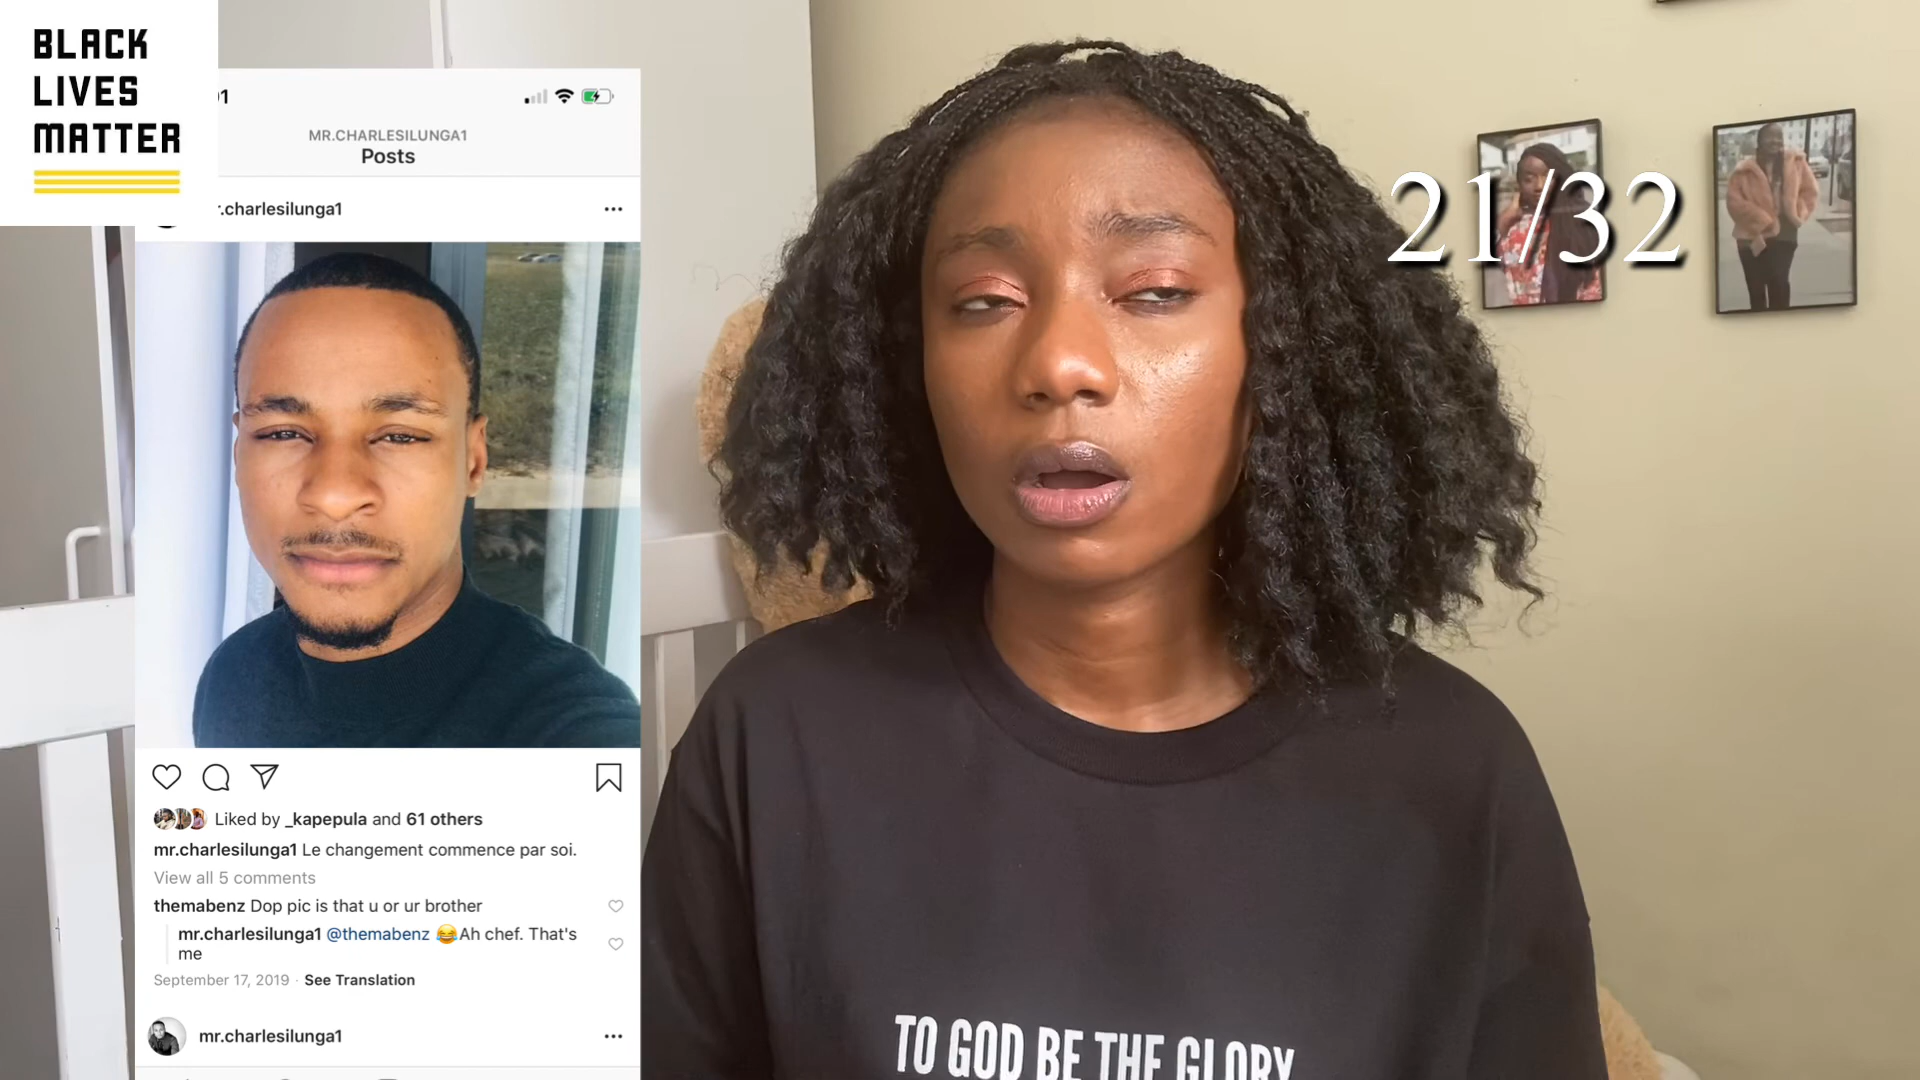 BLACK
LIVES
MATTER
MR.CHARLESILUNGA1
Posts
r.charlesilunga1
21/32
Liked by _kapepula and 61 others
mr.charlesilunga1 Le changement commence par soi.
View all 5 comments
themabenz Dop pic is that u or ur brother
mr.charlesilunga1 @themabenz 😂Ah chef. That's
me
September 17, 2019 · See Translation
mr.charlesilunga1
TO GOD BE THE GLORY